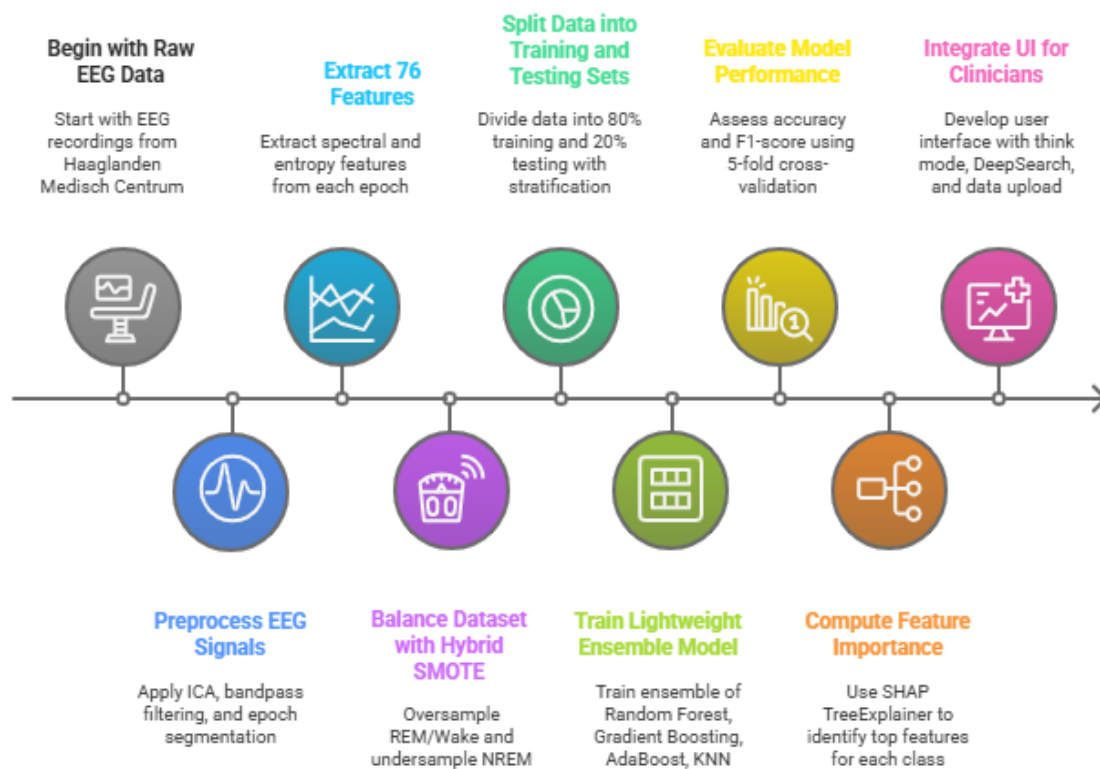 Begin with Raw
EEG Data
Start with EEG
recordings from
Haaglanden
Medisch Centrum
Preprocess EEG
Signals
Apply ICA, bandpass
filtering, and epoch
segmentation
Extract 76
Features
Extract spectral and
entropy features
from each epoch
Balance Dataset
with Hybrid
SMOTE
Oversample
REM/Wake and
undersample NREM
Split Data into
Training and
Testing Sets
Divide data into 80%
training and 20%
testing with
stratification
Train Lightweight
Ensemble Model
Train ensemble of
Random Forest,
Gradient Boosting,
AdaBoost, KNN
Evaluate Model
Performance
Assess accuracy
and F1-score using
5-fold cross-
validation
1
Compute Feature
Importance
Use SHAP
TreeExplainer to
identify top features
for each class
Integrate UI for
Clinicians
Develop user
interface with think
mode, DeepSearch,
and data upload